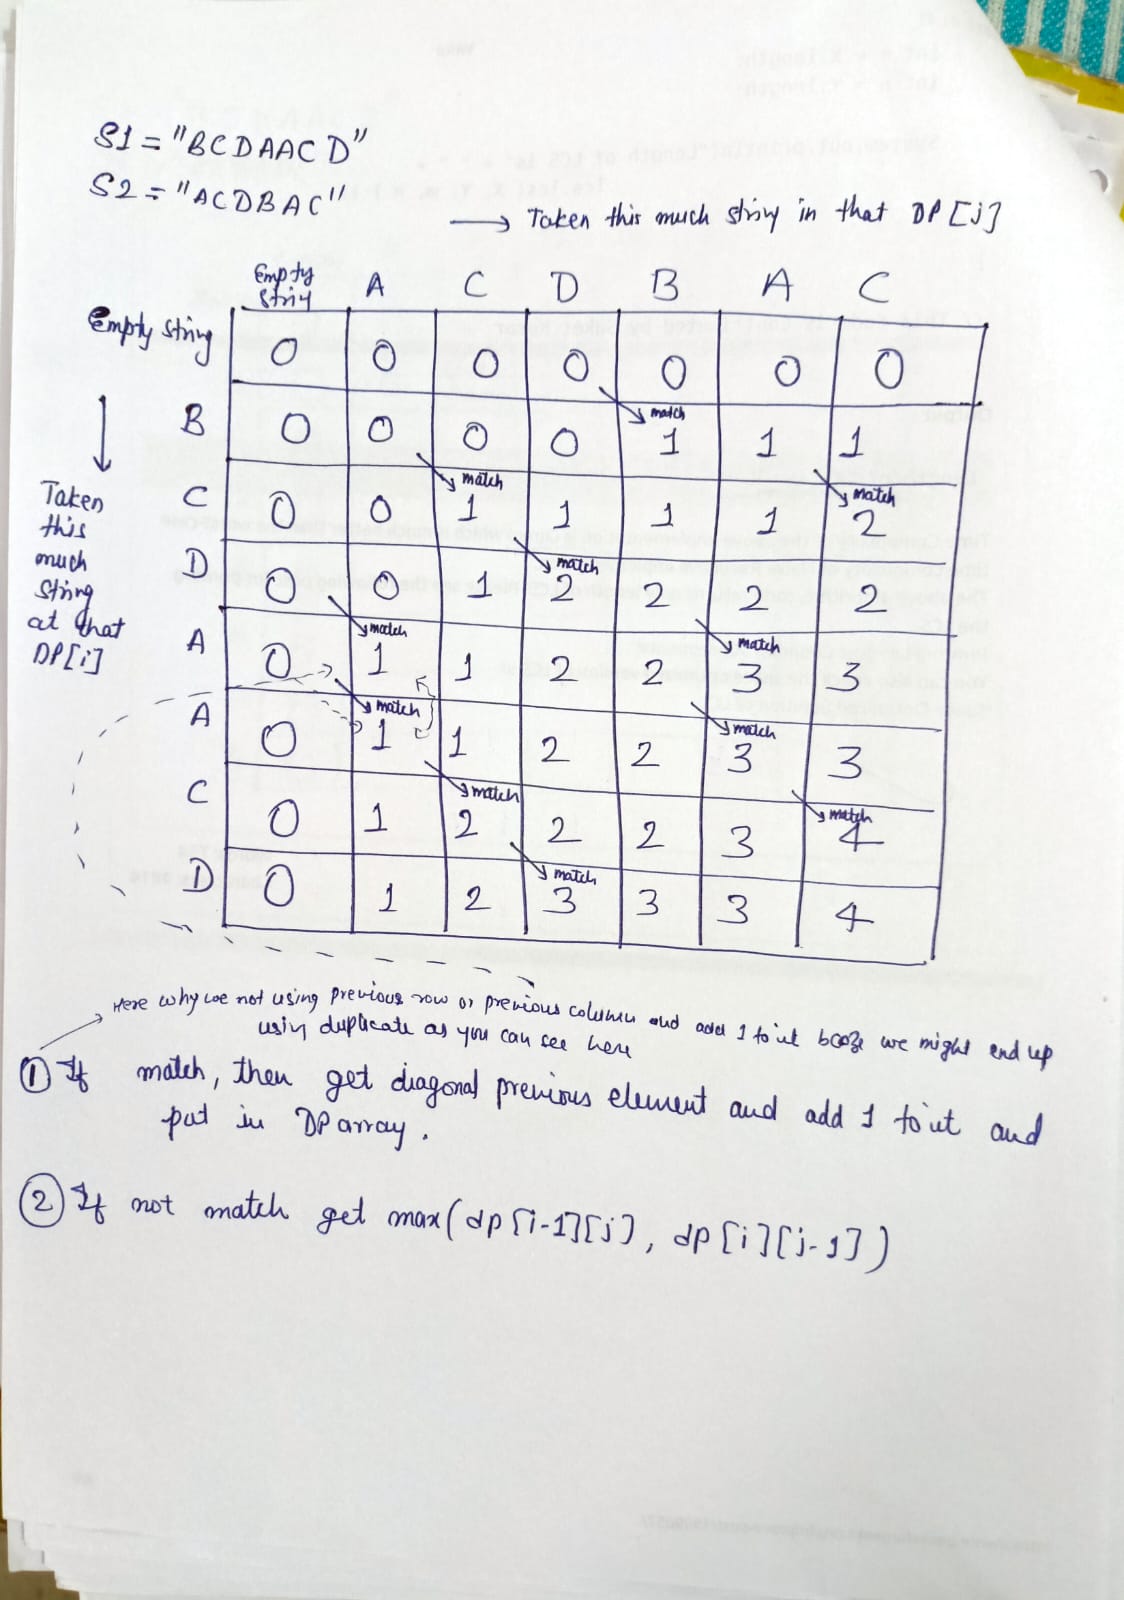 S1 = "BCDAACD"
S2 = "ACDBAC"
→ Taken this much string in that DP[j]
Empty string A C D B A C
Empty string 0 0 0 0 0 0 0
match
B 0 0 0 0 1 1 1
match match
C 0 0 1 1 1 1 2
match
D 0 0 1 2 2 2 2
match match
A 0 1 1 2 2 3 3
match match
A 0 1 1 2 2 3 3
match match
C 0 1 2 2 2 3 4
match
D 0 1 2 3 3 3 4
↓
Taken
this
much
string
at that
DP[i]
Here why we not using previous row or previous column and add 1 to it we might end up
using duplicate as you can see here
① If match, then get diagonal previous element and add 1 to it and
put in DP array.
② If not match get max(dp[i-1][j], dp[i][j-1])